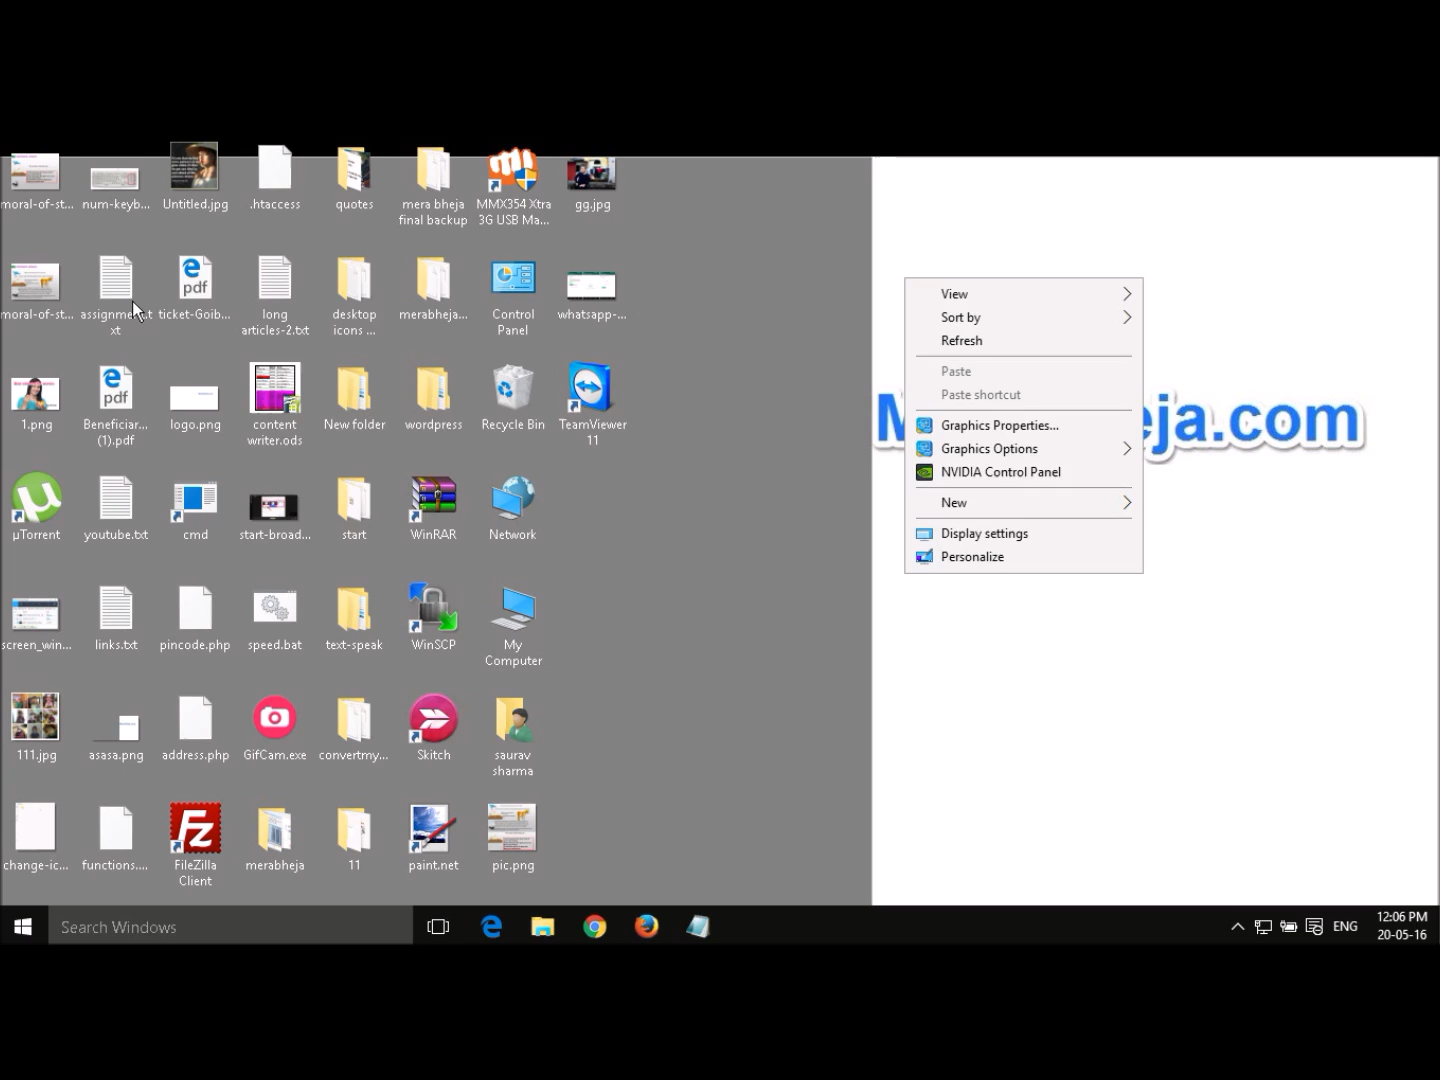 moral-of-st...
num-keyb...
Untitled.jpg
.htaccess
quotes
mera bheja
final backup
MMX354 Xtra
3G USB Ma...
gg.jpg
moral-of-st...
xt
ticket-Goib...
long
articles-2.txt
desktop
icons ...
merabheja...
Control
Panel
whatsapp-...
1.png
Beneficiar...
(1).pdf
logo.png
content
writer.ods
New folder
wordpress
Recycle Bin
TeamViewer
11
µTorrent
youtube.txt
cmd
start-broad...
start
WinRAR
Network
screen_win...
links.txt
pincode.php
speed.bat
text-speak
WinSCP
My
Computer
111.jpg
asasa.png
address.php
GifCam.exe
convertmy...
Skitch
saurav
sharma
change-ic...
functions....
FileZilla
Client
merabheja
11
paint.net
pic.png
View
Sort by
Refresh
Paste
Paste shortcut
Graphics Properties...
Graphics Options
NVIDIA Control Panel
New
Display settings
Personalize
M
eja.com
Search Windows
ENG
12:06 PM
20-05-16